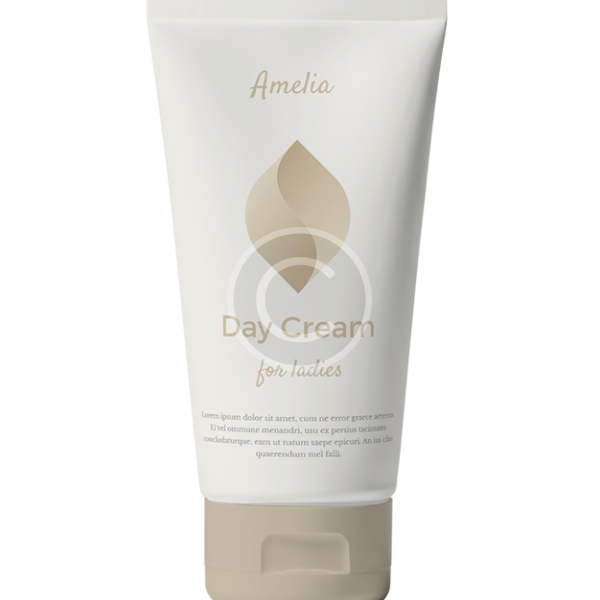 Amelia
Day Cream
for ladies
Lorem ipsum dolor sit amet, cum ne error graece aeterno.
Ei vel ommune menandri, usu ex persius tacimates
concludaturque. eam ut natum saepe epicuri. An ius cibo
quaerendum mel falli.